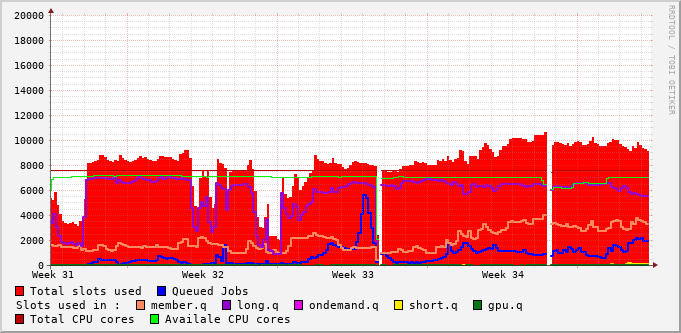 RRDTOOL / TOBI OETIKER
20000
18000
16000
14000
12000
10000
8000
6000
4000
2000
0
Week 31 Week 32 Week 33 Week 34
Total slots used Queued Jobs
Slots used in : member.q long.q ondemand.q short.q gpu.q
Total CPU cores Availale CPU cores